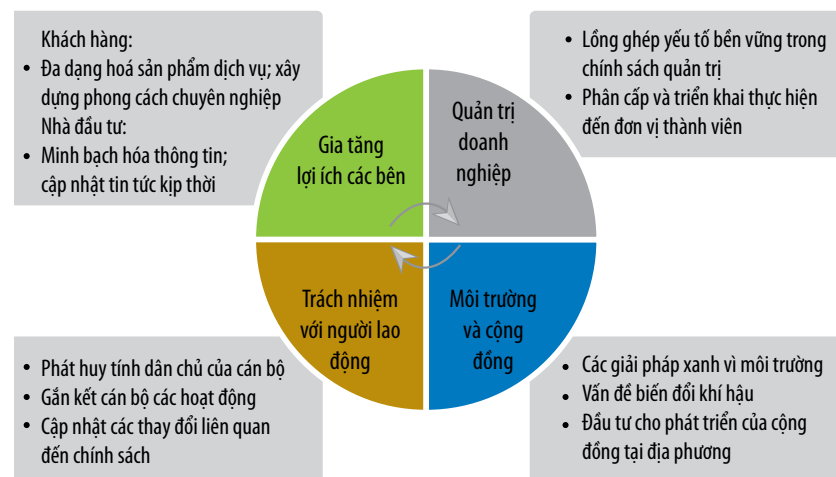 Khách hàng:
• Đa dạng hoá sản phẩm dịch vụ; xây
dựng phong cách chuyên nghiệp
Nhà đầu tư:
• Minh bạch hóa thông tin;
cập nhật tin tức kịp thời
Gia tăng
lợi ích các bên
Quản trị
doanh
nghiệp
• Lồng ghép yếu tố bền vững trong
chính sách quản trị
• Phân cấp và triển khai thực hiện
đến đơn vị thành viên
Trách nhiệm
với người lao
động
Môi trường
và cộng
đồng
• Phát huy tính dân chủ của cán bộ
• Gắn kết cán bộ các hoạt động
• Cập nhật các thay đổi liên quan
đến chính sách
• Các giải pháp xanh vì môi trường
• Vấn đề biến đổi khí hậu
• Đầu tư cho phát triển của cộng
đồng tại địa phương